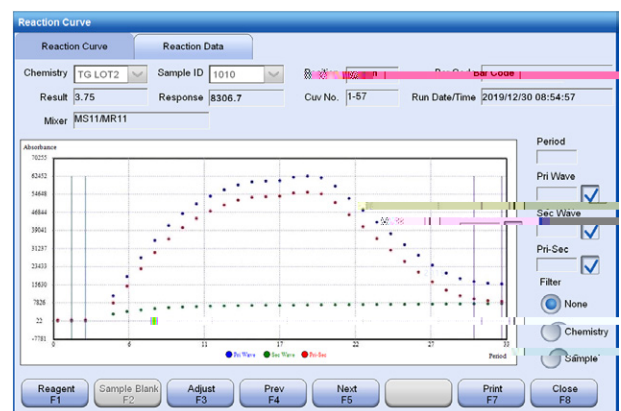 Reaction Curve
Reaction Curve Reaction Data
Chemistry TG LOT2 Sample ID 1010 Bar Code
Result 3.75 Response 8306.7 Cuv No. 1-57 Run Date/Time 2019/12/30 08:54:57
Mixer MS11/MR11
Absorbance
70255
62452
54648
46844
39041
31237
23433
15630
7826
22
-7781
0 6 11 17 22 27 33
Pri Wave Sec Wave Pri-Sec Period
Period
Pri Wave
Sec Wave
Pri-Sec
Filter
None
Chemistry
Sample
Reagent F1
Sample Blank F2
Adjust F3
Prev F4
Next F5
Print F7
Close F8